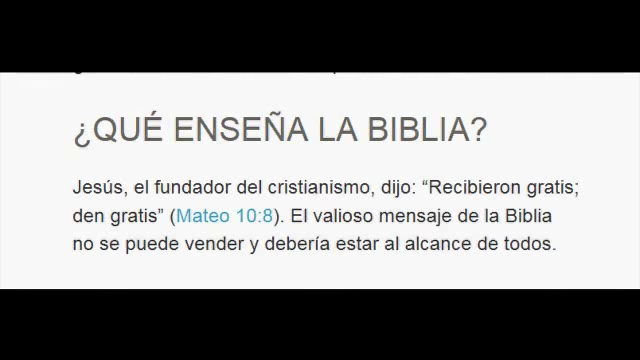 ¿QUÉ ENSEÑA LA BIBLIA?
Jesús, el fundador del cristianismo, dijo: “Recibieron gratis;
den gratis” (Mateo 10:8). El valioso mensaje de la Biblia
no se puede vender y debería estar al alcance de todos.